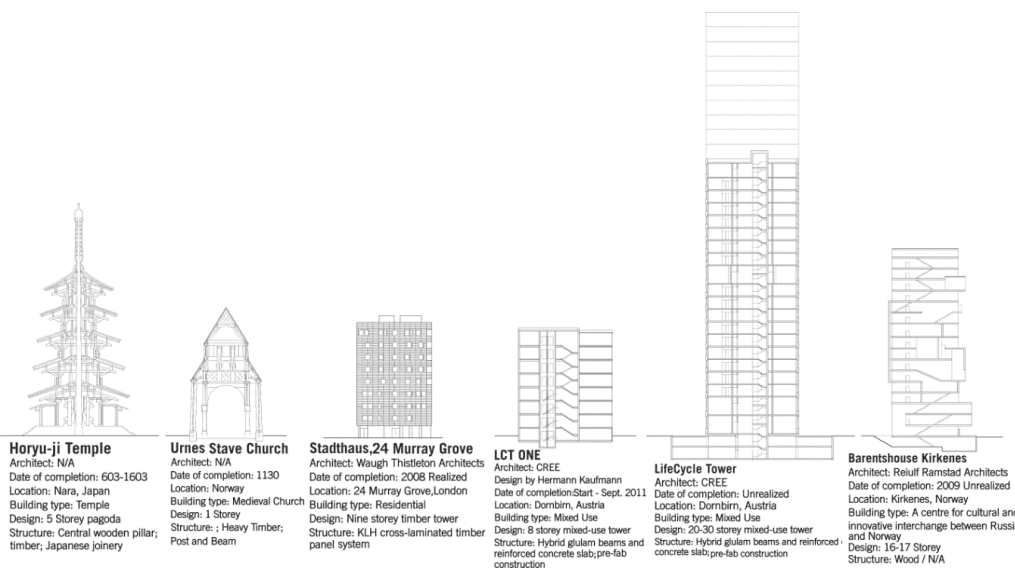 Horyu-ji Temple
Architect: N/A
Date of completion: 603-1603
Location: Nara, Japan
Building type: Temple
Design: 5 Storey pagoda
Structure: Central wooden pillar;
timber; Japanese joinery
Urnes Stave Church
Architect: N/A
Date of completion: 1130
Location: Norway
Building type: Medieval Church
Design: 1 Storey
Structure: ; Heavy Timber;
Post and Beam
Stadthaus,24 Murray Grove
Architect: Waugh Thistleton Architects
Date of completion: 2008 Realized
Location: 24 Murray Grove,London
Building type: Residential
Design: Nine storey timber tower
Structure: KLH cross-laminated timber
panel system
LCT ONE
Architect: CREE
Design by Hermann Kaufmann
Date of completion:Start - Sept. 2011
Location: Dornbirn, Austria
Building type: Mixed Use
Design: 8 storey mixed-use tower
Structure: Hybrid glulam beams and
reinforced concrete slab;pre-fab
construction
LifeCycle Tower
Architect: CREE
Date of completion: Unrealized
Location: Dornbirn, Austria
Building type: Mixed Use
Design: 20-30 storey mixed-use tower
Structure: Hybrid glulam beams and reinforced
concrete slab;pre-fab construction
Barentshouse Kirkenes
Architect: Reiulf Ramstad Architects
Date of completion: 2009 Unrealized
Location: Kirkenes, Norway
Building type: A centre for cultural and
innovative interchange between Russi
and Norway
Design: 16-17 Storey
Structure: Wood / N/A